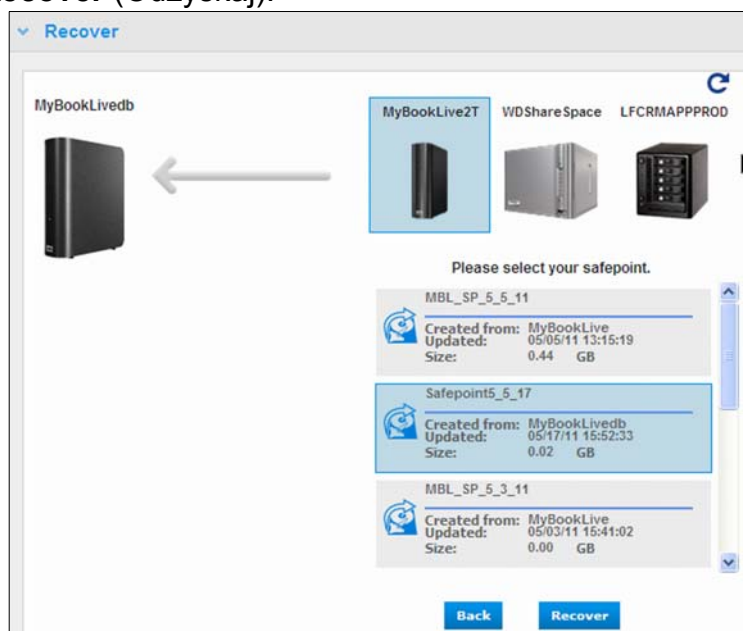 Recover (Odzyskaj).
Recover
MyBookLivedb
MyBookLive2T
WDShareSpace
LFCRMAPPPROD
Please select your safepoint.
MBL_SP_5_5_11
Created from: MyBookLive
Updated: 05/05/11 13:15:19
Size: 0.44 GB
Safepoint5_5_17
Created from: MyBookLivedb
Updated: 05/17/11 15:52:33
Size: 0.02 GB
MBL_SP_5_3_11
Created from: MyBookLive
Updated: 05/03/11 15:41:02
Size: 0.00 GB
Back
Recover